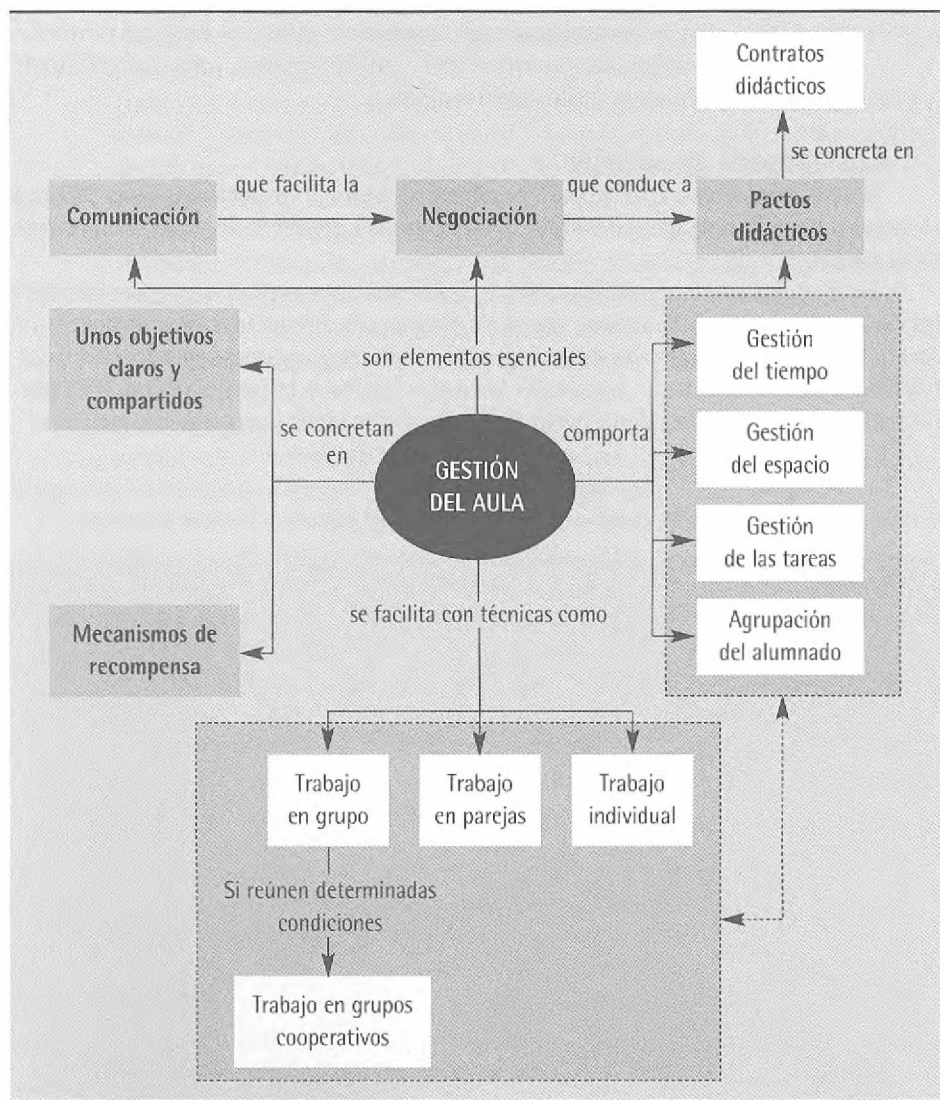 Contratos
didácticos
se concreta en
que facilita la
que conduce a
Comunicación
Negociación
Pactos
didácticos
Unos objetivos
claros y
compartidos
son elementos esenciales
Gestión
del tiempo
se concretan
en
comporta
GESTIÓN
DEL AULA
Gestión
del espacio
Gestión
de las tareas
se facilita con técnicas como
Mecanismos de
recompensa
Agrupación
del alumnado
Trabajo
en grupo
Trabajo
en parejas
Trabajo
individual
Si reúnen determinadas
condiciones
Trabajo en grupos
cooperativos